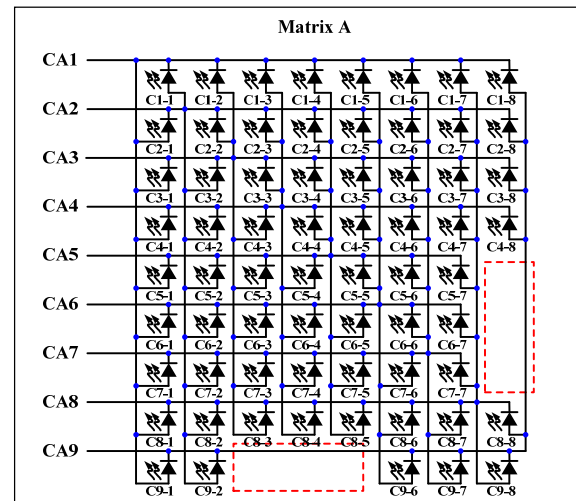 Matrix A
CA1
C1-1 C1-2 C1-3 C1-4 C1-5 C1-6 C1-7 C1-8
CA2
C2-1 C2-2 C2-3 C2-4 C2-5 C2-6 C2-7 C2-8
CA3
C3-1 C3-2 C3-3 C3-4 C3-5 C3-6 C3-7 C3-8
CA4
C4-1 C4-2 C4-3 C4-4 C4-5 C4-6 C4-7 C4-8
CA5
C5-1 C5-2 C5-3 C5-4 C5-5 C5-6 C5-7
CA6
C6-1 C6-2 C6-3 C6-4 C6-5 C6-6 C6-7
CA7
C7-1 C7-2 C7-3 C7-4 C7-5 C7-6 C7-7
CA8
C8-1 C8-2 C8-3 C8-4 C8-5 C8-6 C8-7 C8-8
CA9
C9-1 C9-2 C9-6 C9-7 C9-8